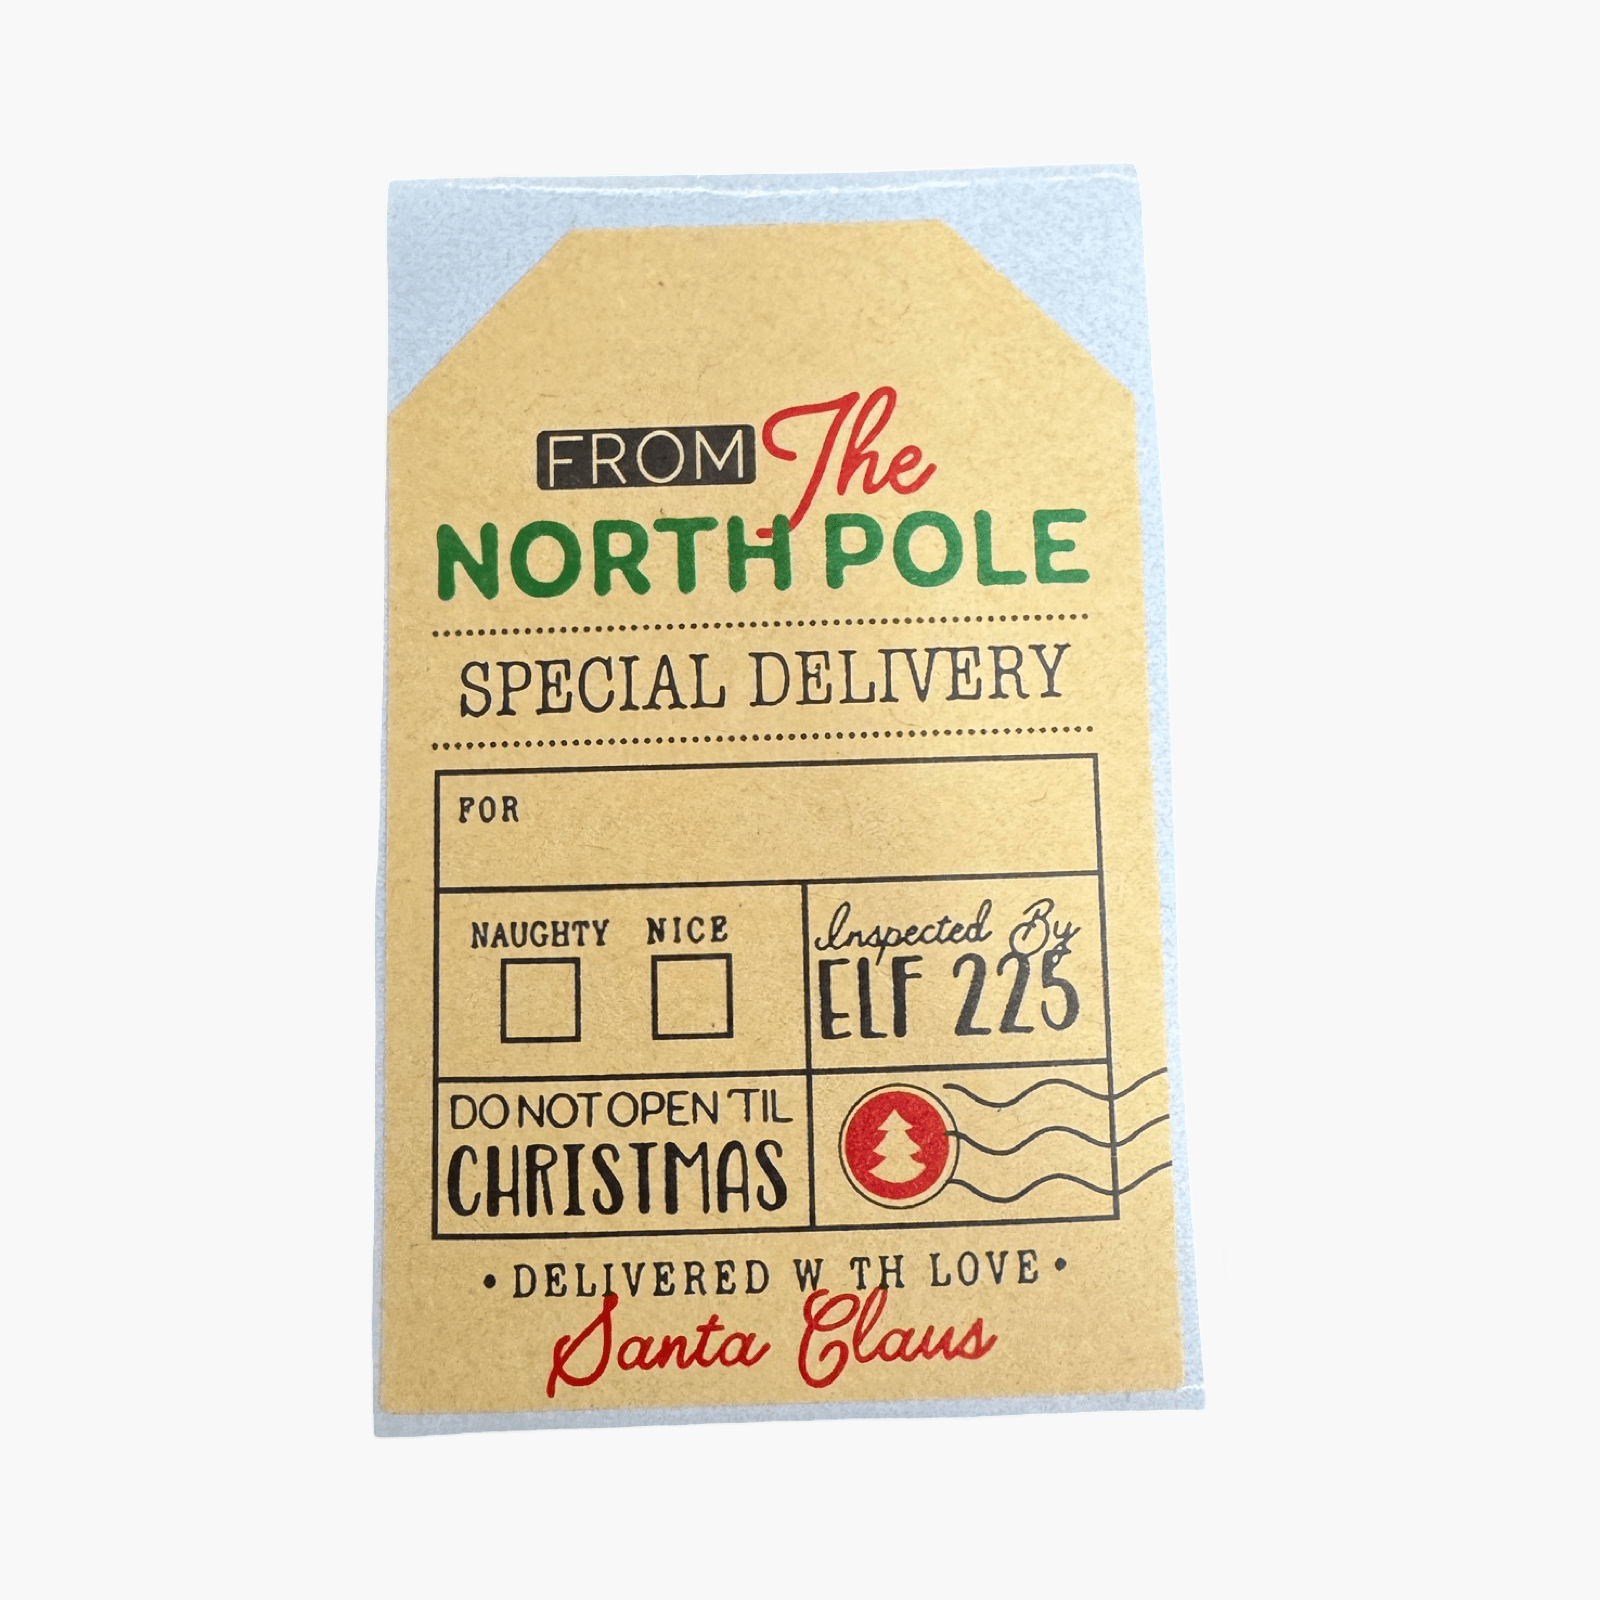 FROM The
NORTH POLE
SPECIAL DELIVERY
FOR
NAUGHTY NICE
Inspected By
ELF 225
DO NOT OPEN 'TIL
CHRISTMAS
• DELIVERED W TH LOVE •
Santa Claus